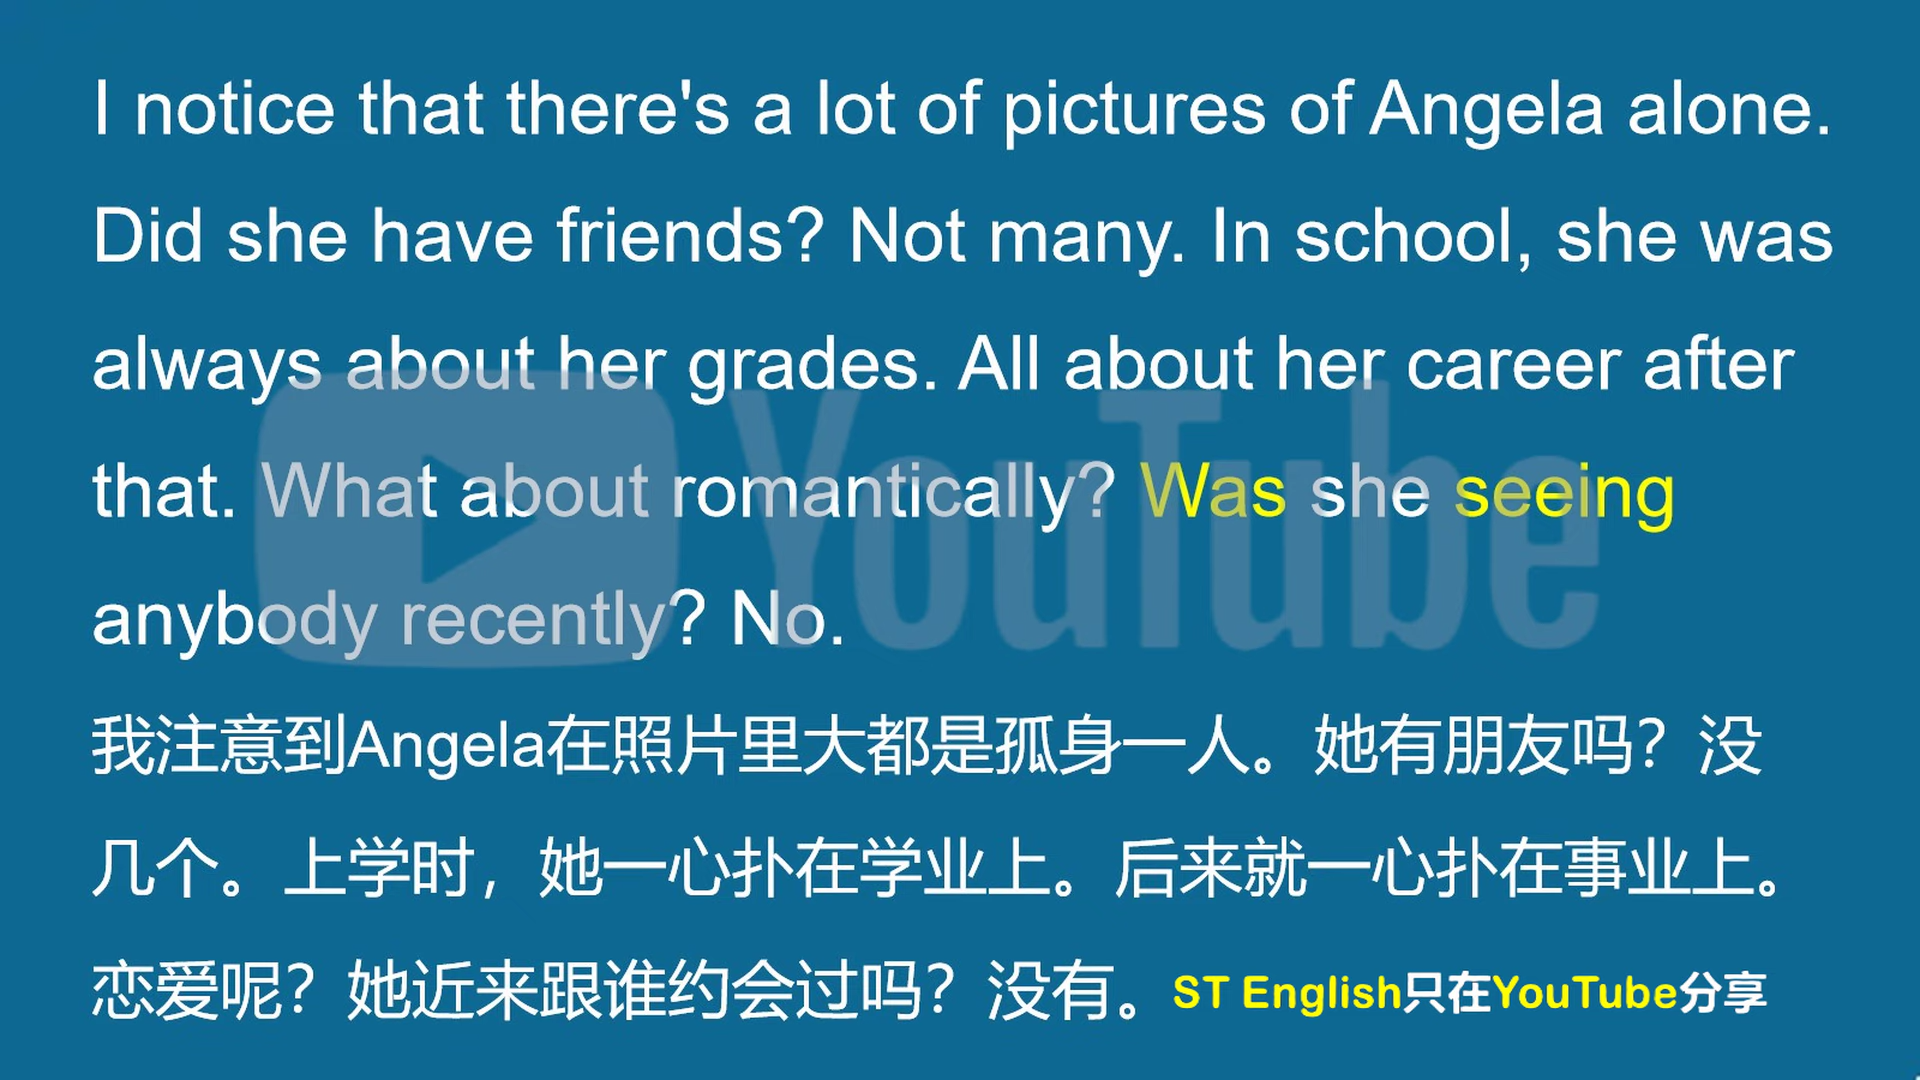 I notice that there's a lot of pictures of Angela alone.
Did she have friends? Not many. In school, she was
always about her grades. All about her career after
that. What about romantically? Was she seeing
anybody recently? No.
YouTube
我注意到Angela在照片里大都是孤身一人。她有朋友吗？没
几个。上学时，她一心扑在学业上。后来就一心扑在事业上。
恋爱呢？她近来跟谁约会过吗？没有。ST English只在YouTube分享